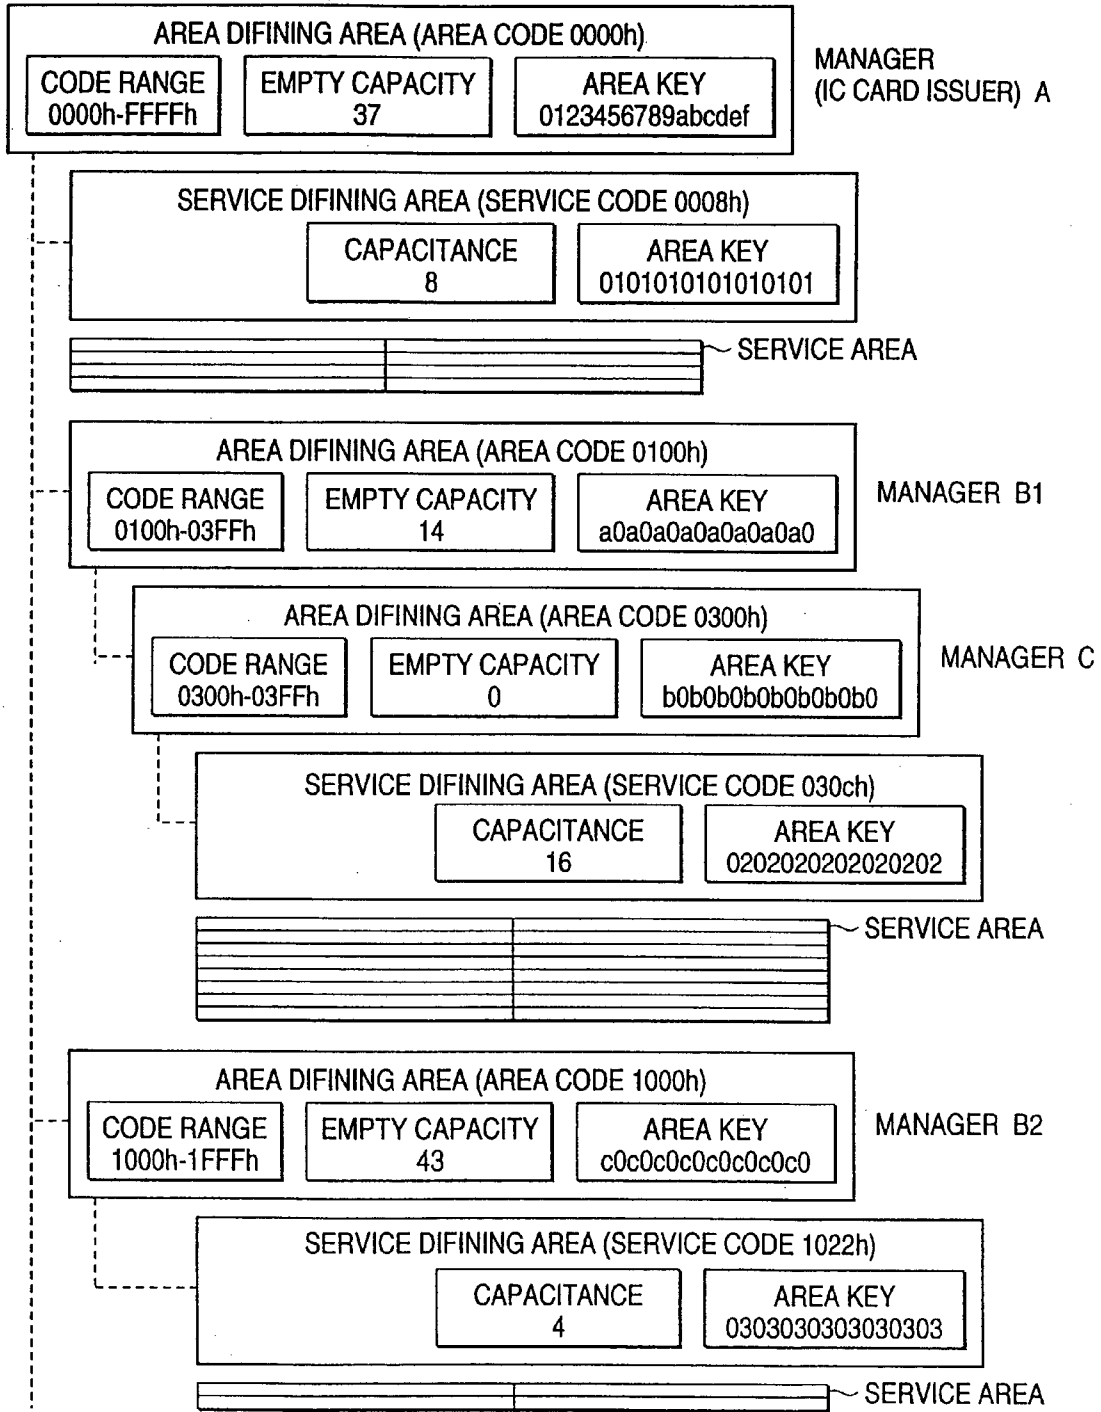 AREA DIFINING AREA (AREA CODE 0000h)
CODE RANGE
0000h-FFFFh
EMPTY CAPACITY
37
AREA KEY
0123456789abcdef
MANAGER
(IC CARD ISSUER) A
SERVICE DIFINING AREA (SERVICE CODE 0008h)
CAPACITANCE
8
AREA KEY
0101010101010101
SERVICE AREA
AREA DIFINING AREA (AREA CODE 0100h)
CODE RANGE
0100h-03FFh
EMPTY CAPACITY
14
AREA KEY
a0a0a0a0a0a0a0a0
MANAGER B1
AREA DIFINING AREA (AREA CODE 0300h)
CODE RANGE
0300h-03FFh
EMPTY CAPACITY
0
AREA KEY
b0b0b0b0b0b0b0b0
MANAGER C
SERVICE DIFINING AREA (SERVICE CODE 030ch)
CAPACITANCE
16
AREA KEY
0202020202020202
SERVICE AREA
AREA DIFINING AREA (AREA CODE 1000h)
CODE RANGE
1000h-1FFFh
EMPTY CAPACITY
43
AREA KEY
c0c0c0c0c0c0c0c0
MANAGER B2
SERVICE DIFINING AREA (SERVICE CODE 1022h)
CAPACITANCE
4
AREA KEY
0303030303030303
SERVICE AREA